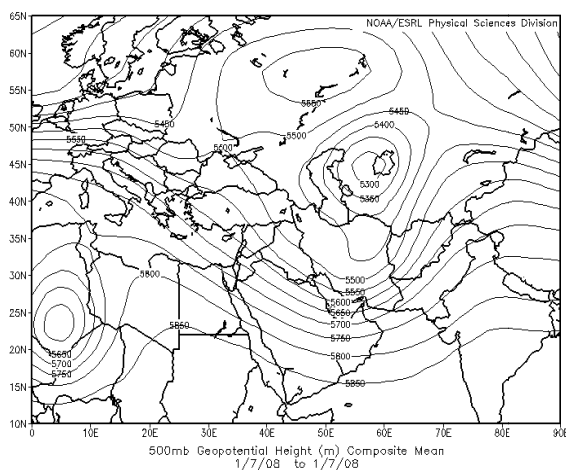 NOAA/ESRL Physical Sciences Division
65N
60N
55N
50N
45N
40N
35N
30N
25N
20N
15N
10N
5550
5450
5400
5450
5500
5550
5600
5300
5350
5800
5500
5550
5600
5650
5700
5750
5800
5850
5850
5650
5700
5750
0
10E
20E
30E
40E
50E
60E
70E
80E
90E
500mb Geopotential Height (m) Composite Mean
1/7/08 to 1/7/08